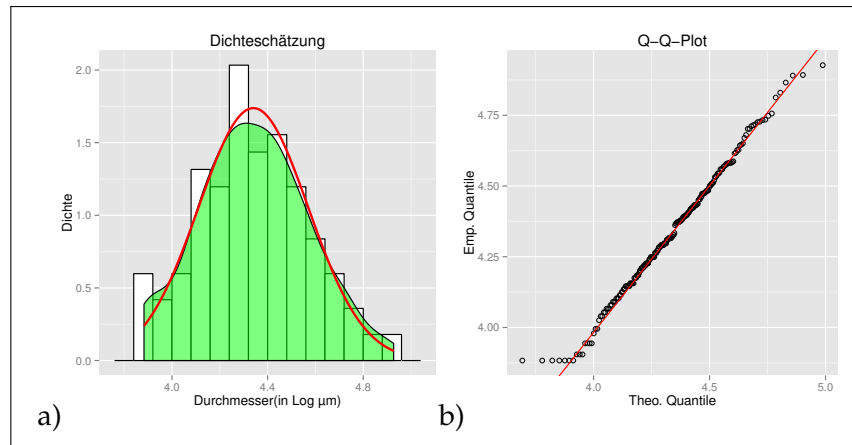 Dichteschätzung
Dichte
2.0
1.5
1.0
0.5
0.0
4.0 4.4 4.8
Durchmesser(in Log µm)
a)
Q−Q−Plot
Emp. Quantile
4.75
4.50
4.25
4.00
4.0 4.5 5.0
Theo. Quantile
b)